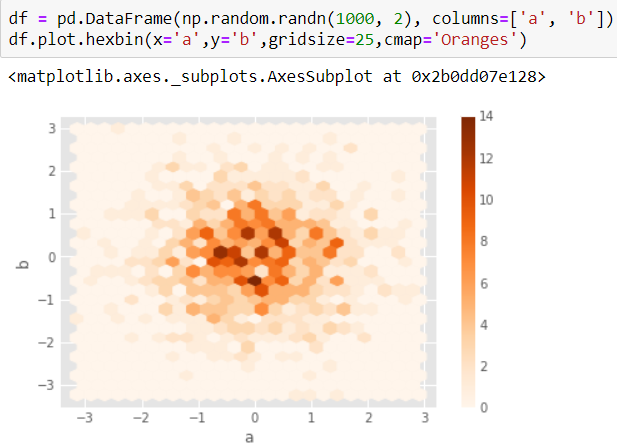 df = pd.DataFrame(np.random.randn(1000, 2), columns=['a', 'b'])
df.plot.hexbin(x='a',y='b',gridsize=25,cmap='Oranges')
<matplotlib.axes._subplots.AxesSubplot at 0x2b0dd07e128>
3
2
1
0
−1
−2
−3
b
−3 −2 −1 0 1 2 3
a
14
12
10
8
6
4
2
0